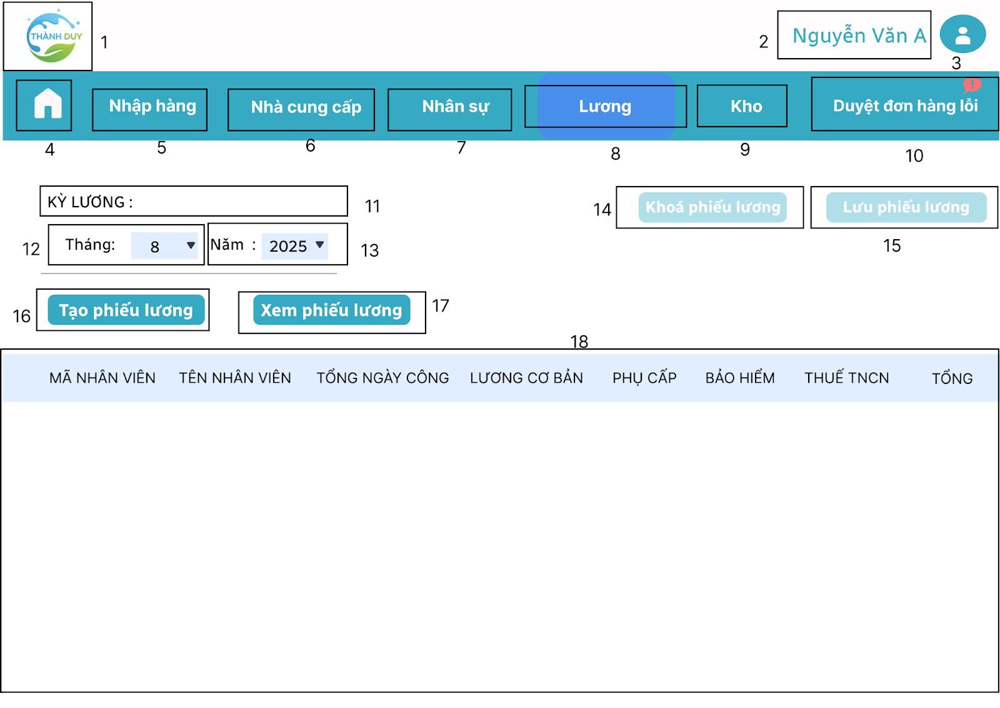 THÀNH DUY
1
2
Nguyễn Văn A
3
Nhập hàng
Nhà cung cấp
Nhân sự
Lương
Kho
!
Duyệt đơn hàng lỗi
4
5
6
7
8
9
10
KỲ LƯƠNG :
11
14
Khoá phiếu lương
Lưu phiếu lương
15
12
Tháng:
8
Năm :
2025
13
16
Tạo phiếu lương
Xem phiếu lương
17
18
MÃ NHÂN VIÊN
TÊN NHÂN VIÊN
TỔNG NGÀY CÔNG
LƯƠNG CƠ BẢN
PHỤ CẤP
BẢO HIỂM
THUẾ TNCN
TỔNG